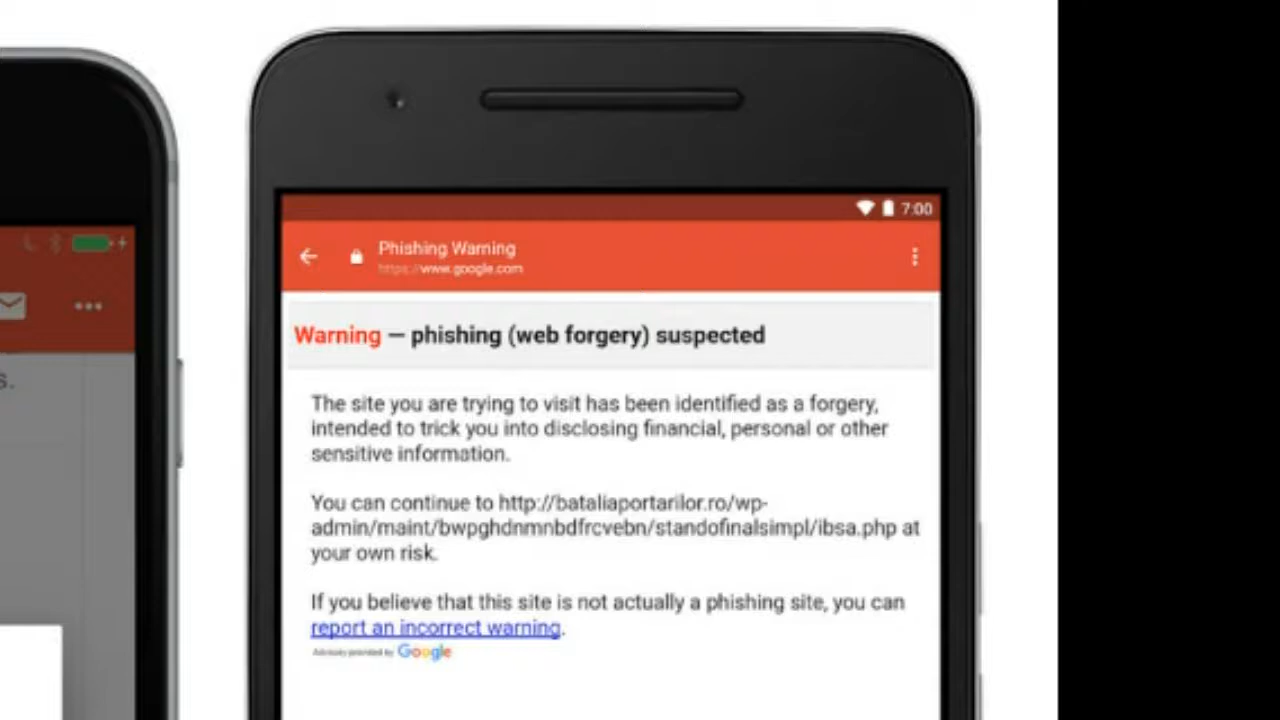 7:00
Phishing Warning
https://www.google.com
Warning — phishing (web forgery) suspected
s.
The site you are trying to visit has been identified as a forgery,
intended to trick you into disclosing financial, personal or other
sensitive information.
You can continue to http://bataliaportarilor.ro/wp-
admin/maint/bwpghdnmnbdfrcvebn/standofinalsimpl/ibsa.php at
your own risk.
If you believe that this site is not actually a phishing site, you can
report an incorrect warning.
Advisory provided by Google